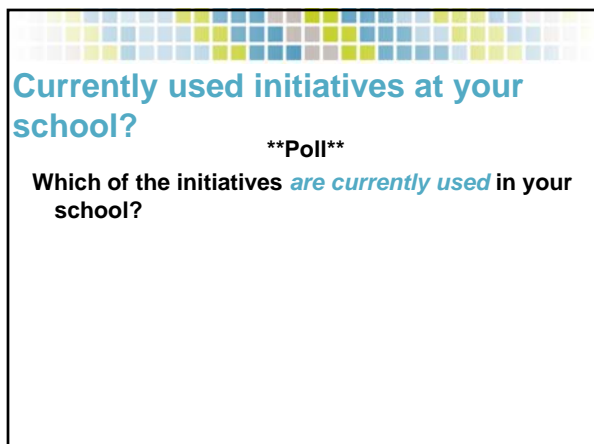 Currently used initiatives at your
school?
**Poll**
Which of the initiatives are currently used in your
school?